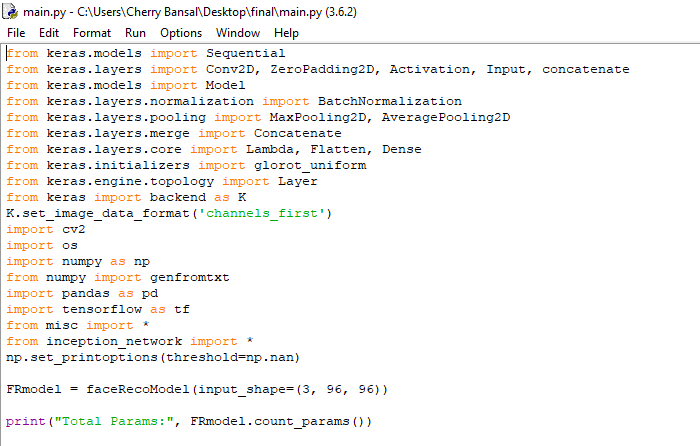 main.py - C:\Users\Cherry Bansal\Desktop\final\main.py (3.6.2)
File Edit Format Run Options Window Help
from keras.models import Sequential
from keras.layers import Conv2D, ZeroPadding2D, Activation, Input, concatenate
from keras.models import Model
from keras.layers.normalization import BatchNormalization
from keras.layers.pooling import MaxPooling2D, AveragePooling2D
from keras.layers.merge import Concatenate
from keras.layers.core import Lambda, Flatten, Dense
from keras.initializers import glorot_uniform
from keras.engine.topology import Layer
from keras import backend as K
K.set_image_data_format('channels_first')
import cv2
import os
import numpy as np
from numpy import genfromtxt
import pandas as pd
import tensorflow as tf
from misc import *
from inception_network import *
np.set_printoptions(threshold=np.nan)
FRmodel = faceRecoModel(input_shape=(3, 96, 96))
print("Total Params:", FRmodel.count_params())